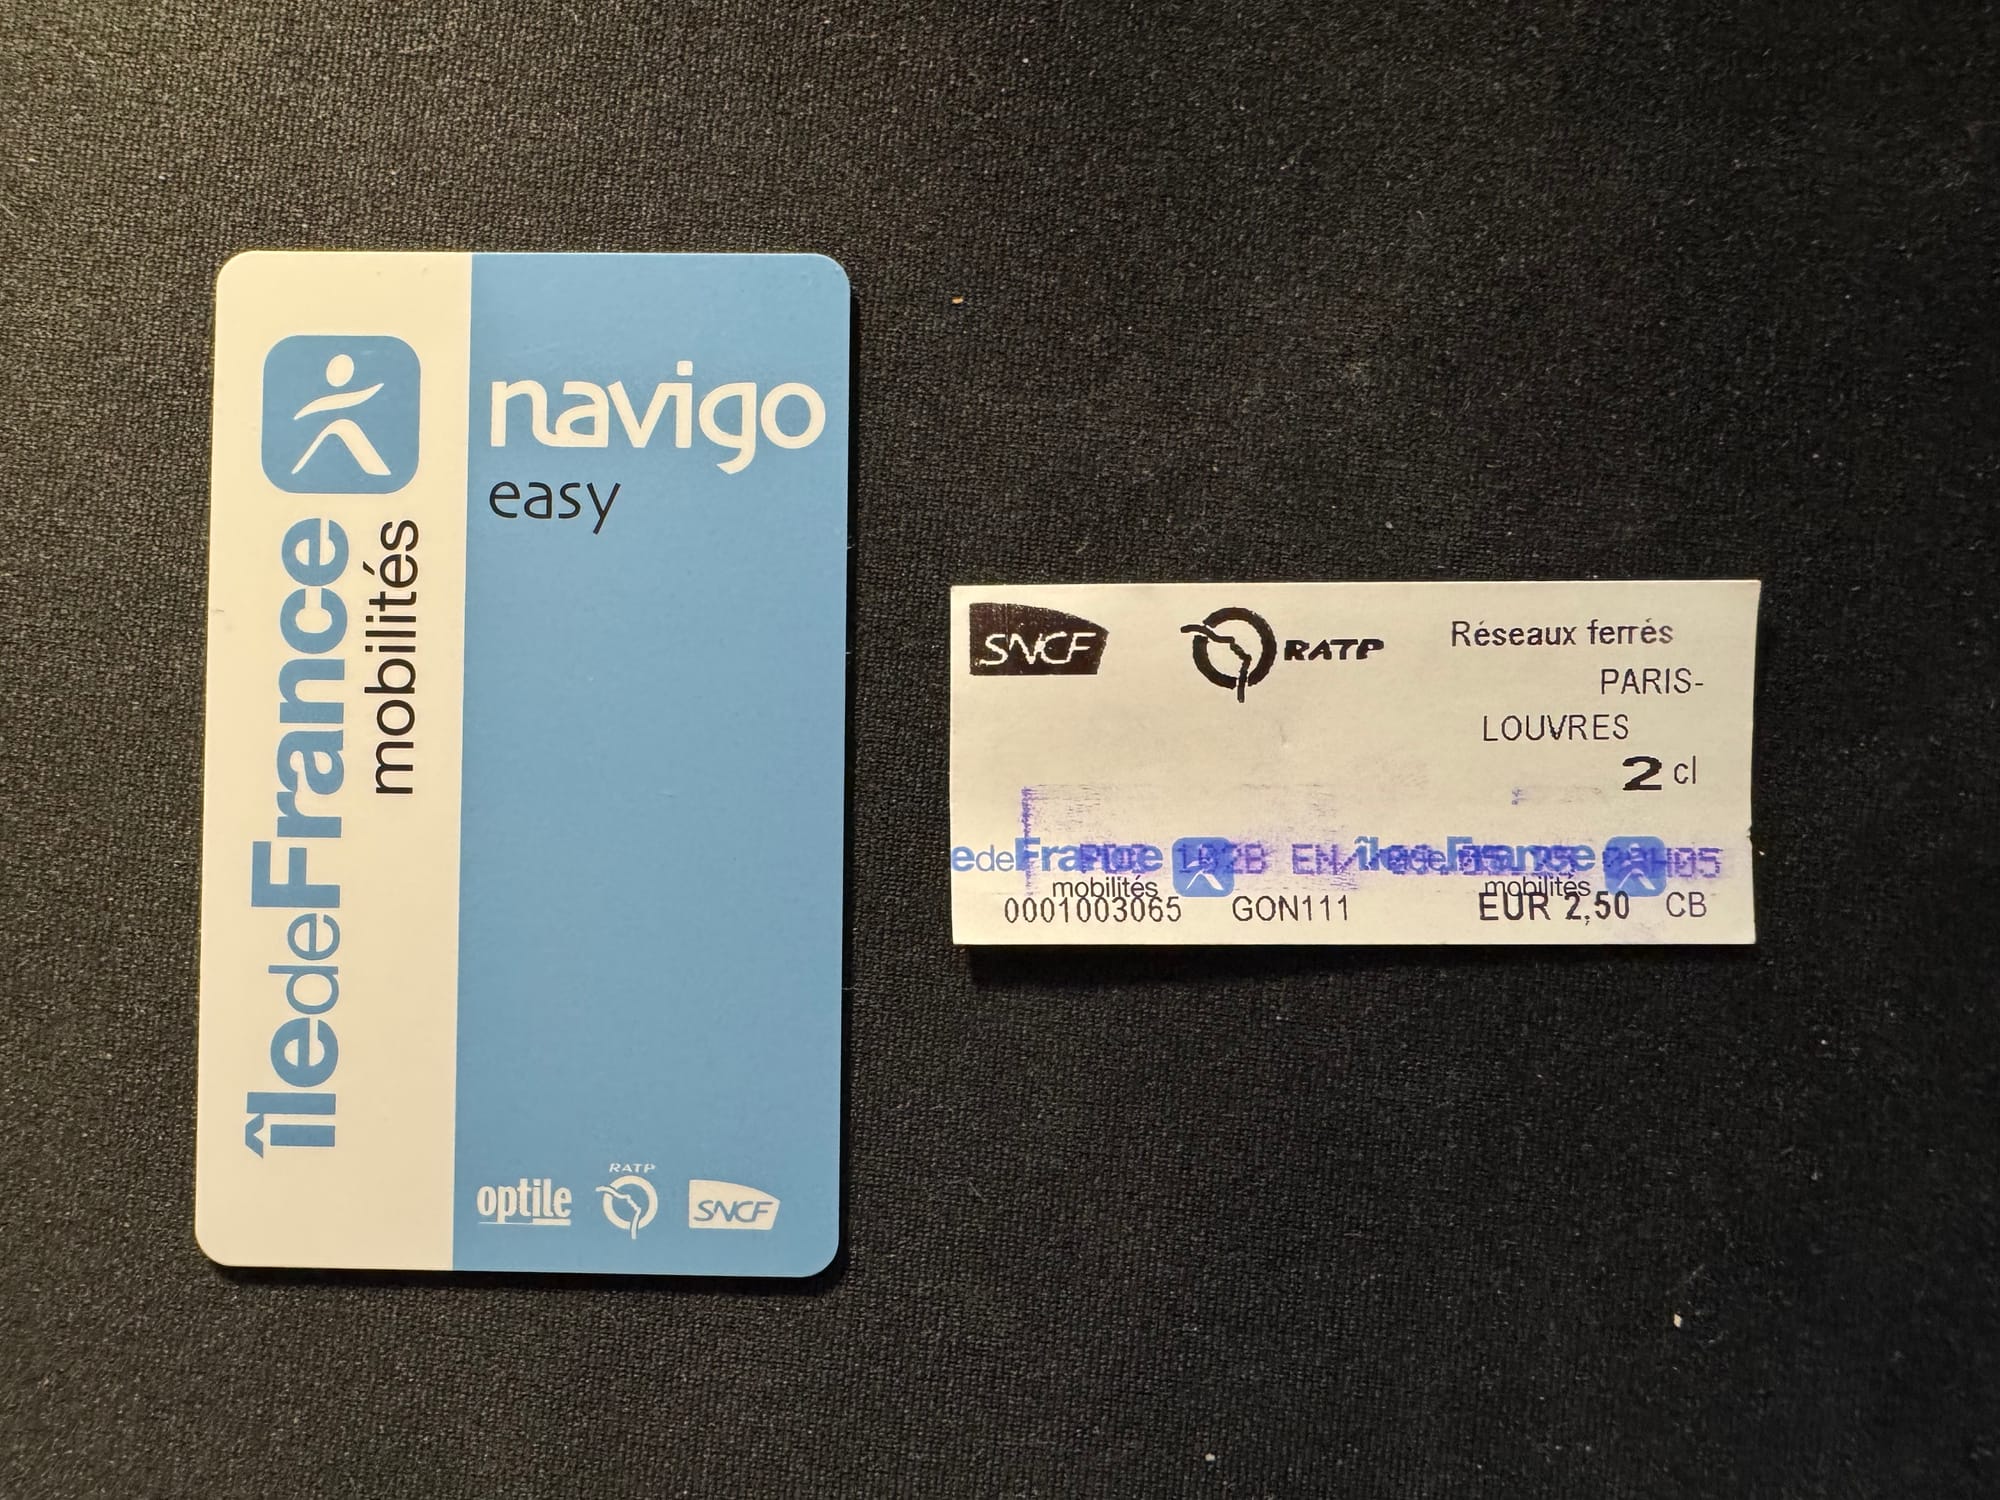 îledeFrance
mobilités
navigo
easy
optile
RATP
SNCF
SNCF
RATP
Réseaux ferrés
PARIS-
LOUVRES
2 cl
edeFrance
îledeFrance
mobilités
mobilités
0001003065 GON111 EUR 2,50 CB